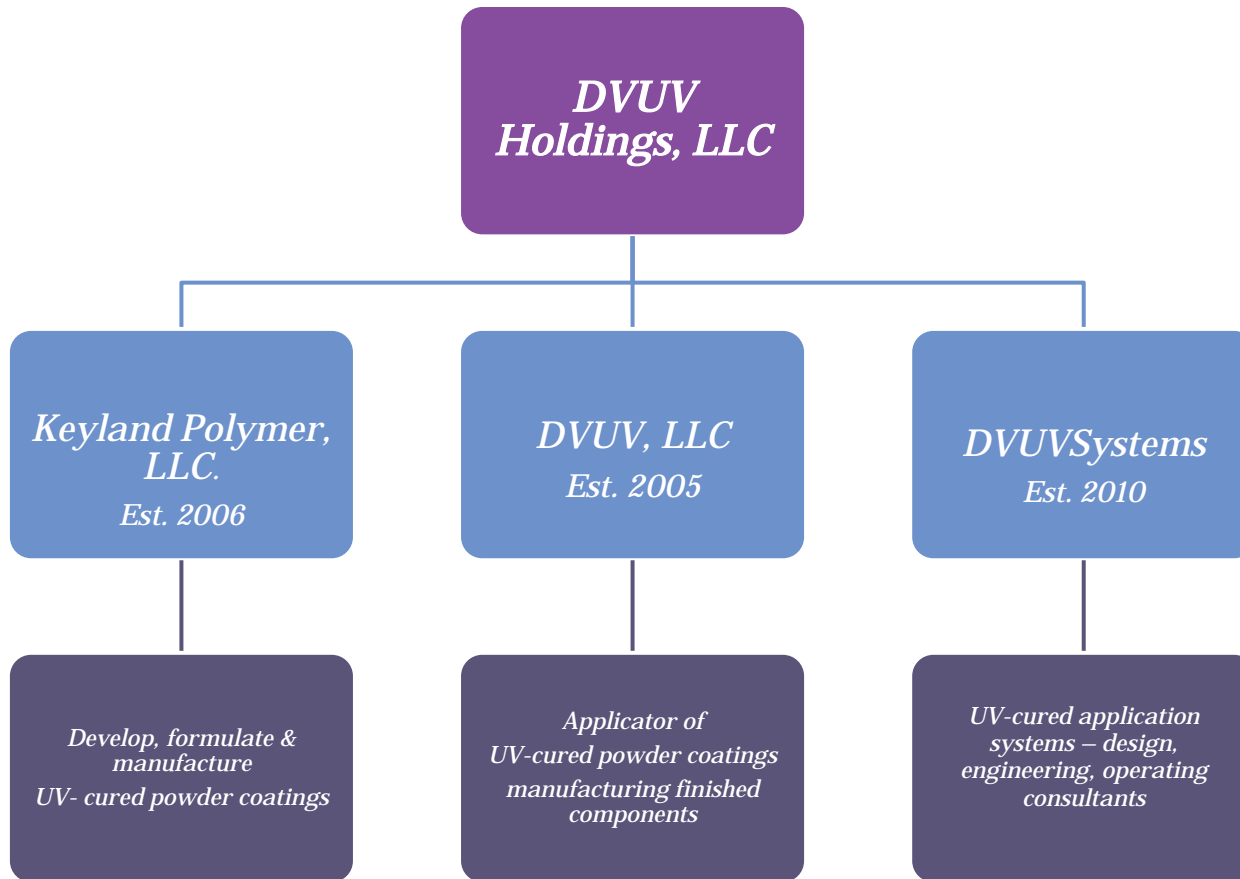 DVUV
Holdings, LLC
Keyland Polymer,
LLC.
Est. 2006
DVUV, LLC
Est. 2005
DVUVSystems
Est. 2010
Develop, formulate &
manufacture
UV- cured powder coatings
Applicator of
UV-cured powder coatings
manufacturing finished
components
UV-cured application
systems – design,
engineering, operating
consultants